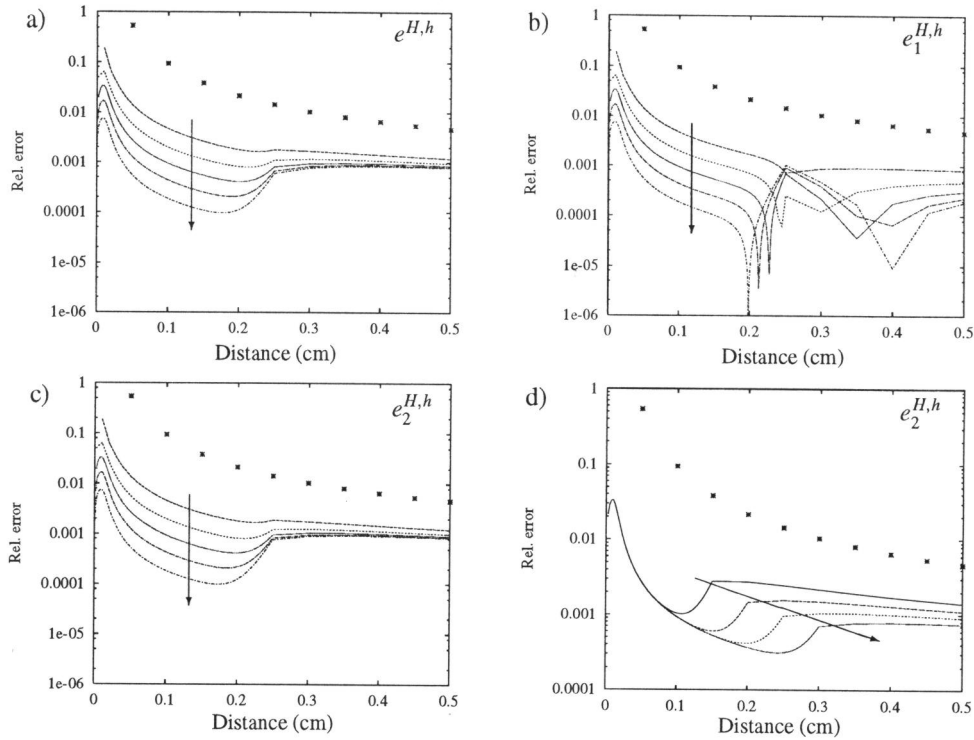 a)
e^{H,h}
1
0.1
0.01
0.001
0.0001
1e-05
1e-06
Rel. error
0 0.1 0.2 0.3 0.4 0.5
Distance (cm)
b)
e_1^{H,h}
1
0.1
0.01
0.001
0.0001
1e-05
1e-06
Rel. error
0 0.1 0.2 0.3 0.4 0.5
Distance (cm)
c)
e_2^{H,h}
1
0.1
0.01
0.001
0.0001
1e-05
1e-06
Rel. error
0 0.1 0.2 0.3 0.4 0.5
Distance (cm)
d)
e_2^{H,h}
1
0.1
0.01
0.001
0.0001
Rel. error
0 0.1 0.2 0.3 0.4 0.5
Distance (cm)